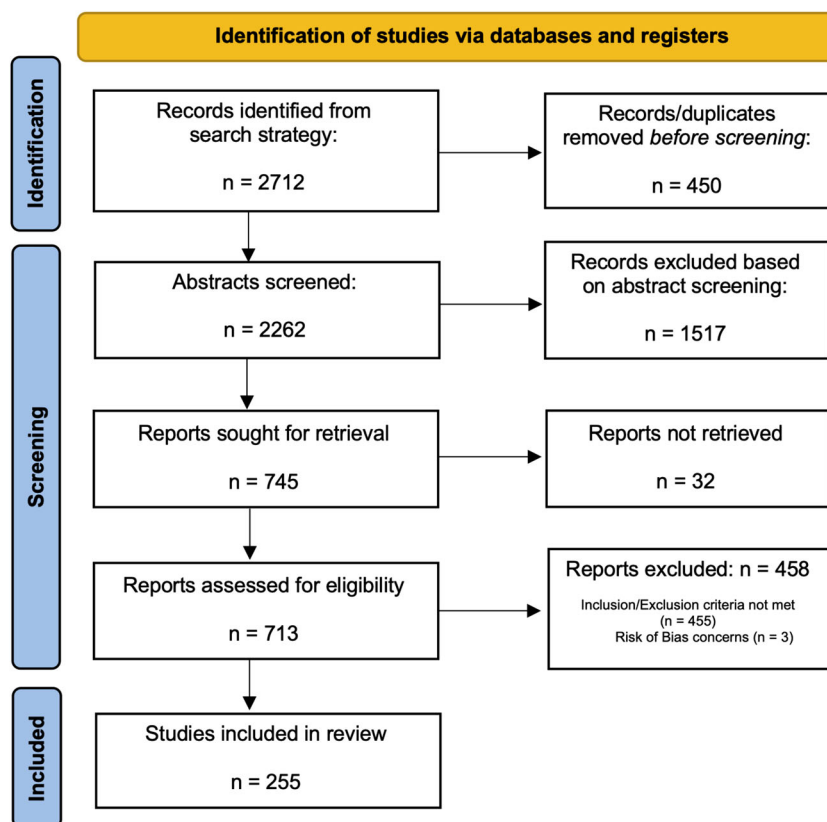 Identification of studies via databases and registers
Identification
Records identified from
search strategy:
n = 2712
Records/duplicates
removed before screening:
n = 450
Screening
Abstracts screened:
n = 2262
Records excluded based
on abstract screening:
n = 1517
Reports sought for retrieval
n = 745
Reports not retrieved
n = 32
Reports assessed for eligibility
n = 713
Reports excluded: n = 458
Inclusion/Exclusion criteria not met
(n = 455)
Risk of Bias concerns (n = 3)
Included
Studies included in review
n = 255